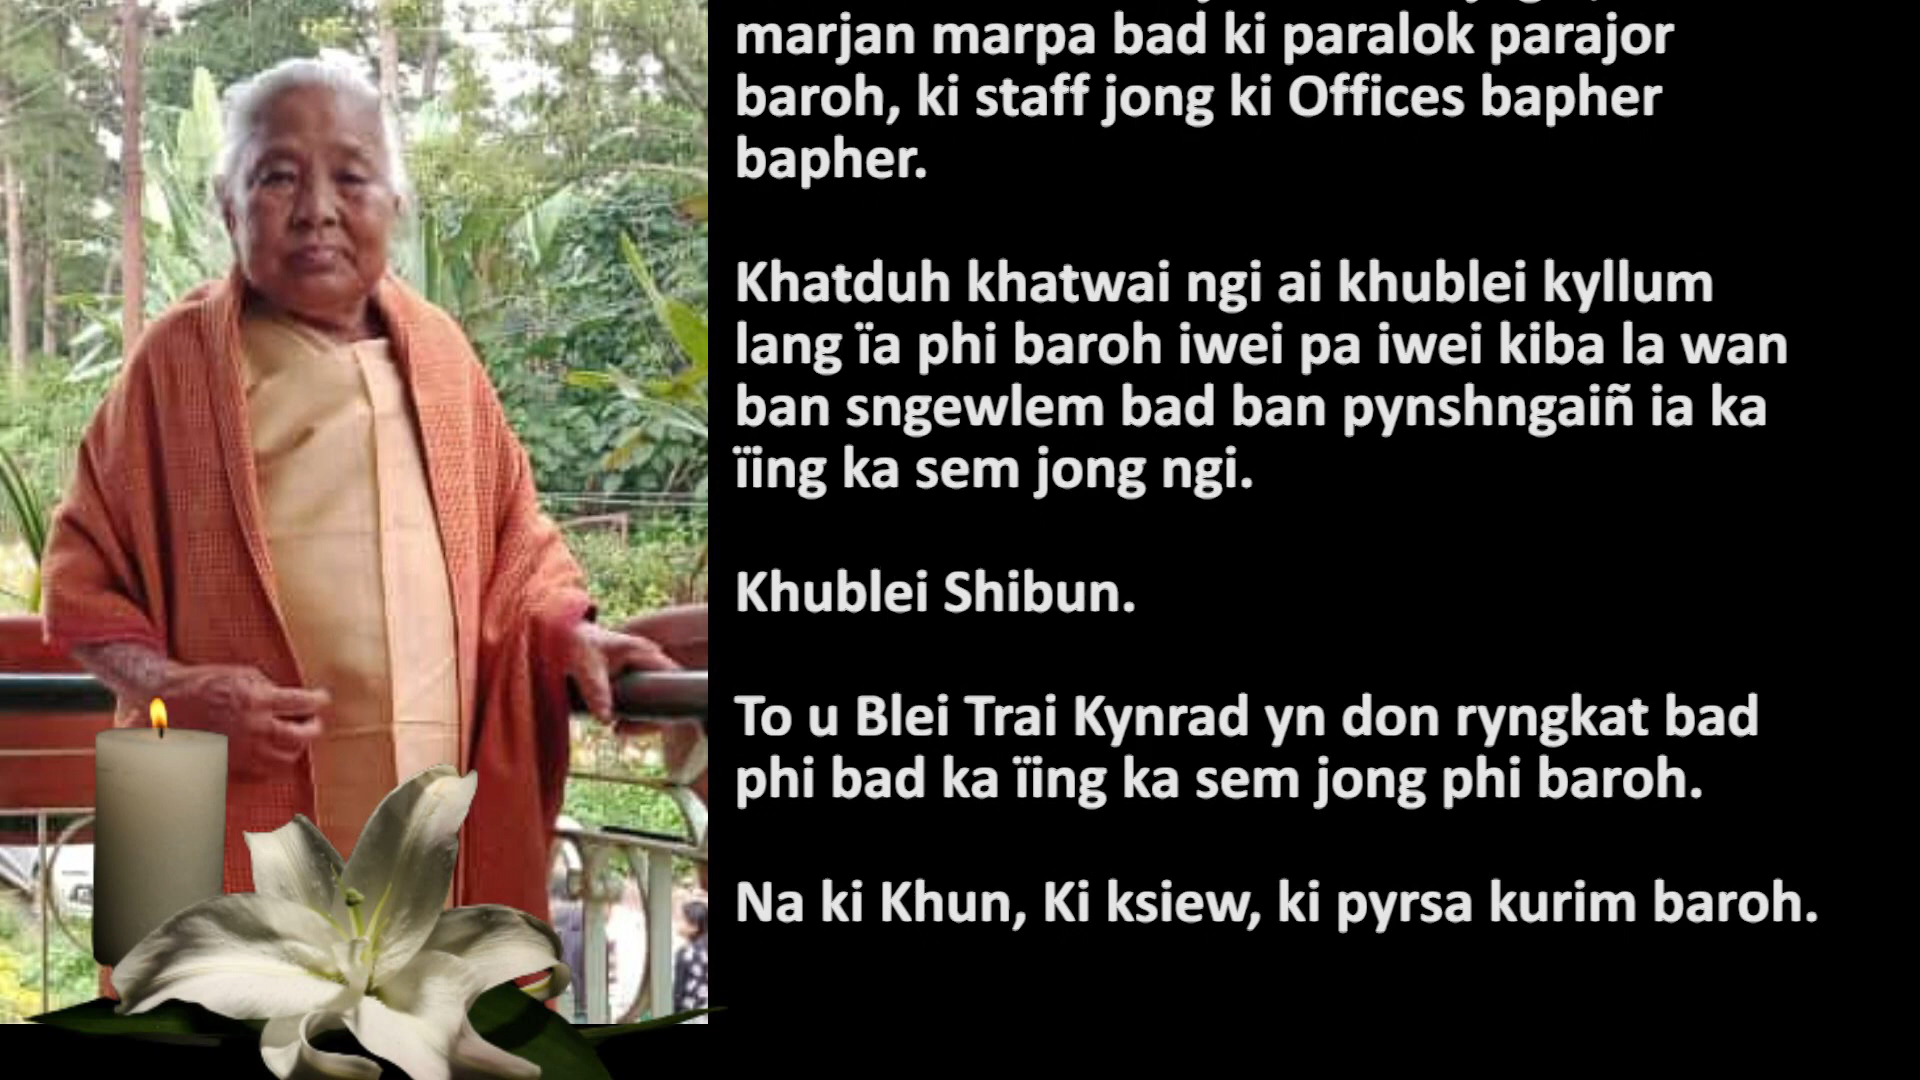 marjan marpa bad ki paralok parajor
baroh, ki staff jong ki Offices bapher
bapher.
Khatduh khatwai ngi ai khublei kyllum
lang ïa phi baroh iwei pa iwei kiba la wan
ban sngewlem bad ban pynshngaiñ ia ka
ïing ka sem jong ngi.
Khublei Shibun.
To u Blei Trai Kynrad yn don ryngkat bad
phi bad ka ïing ka sem jong phi baroh.
Na ki Khun, Ki ksiew, ki pyrsa kurim baroh.